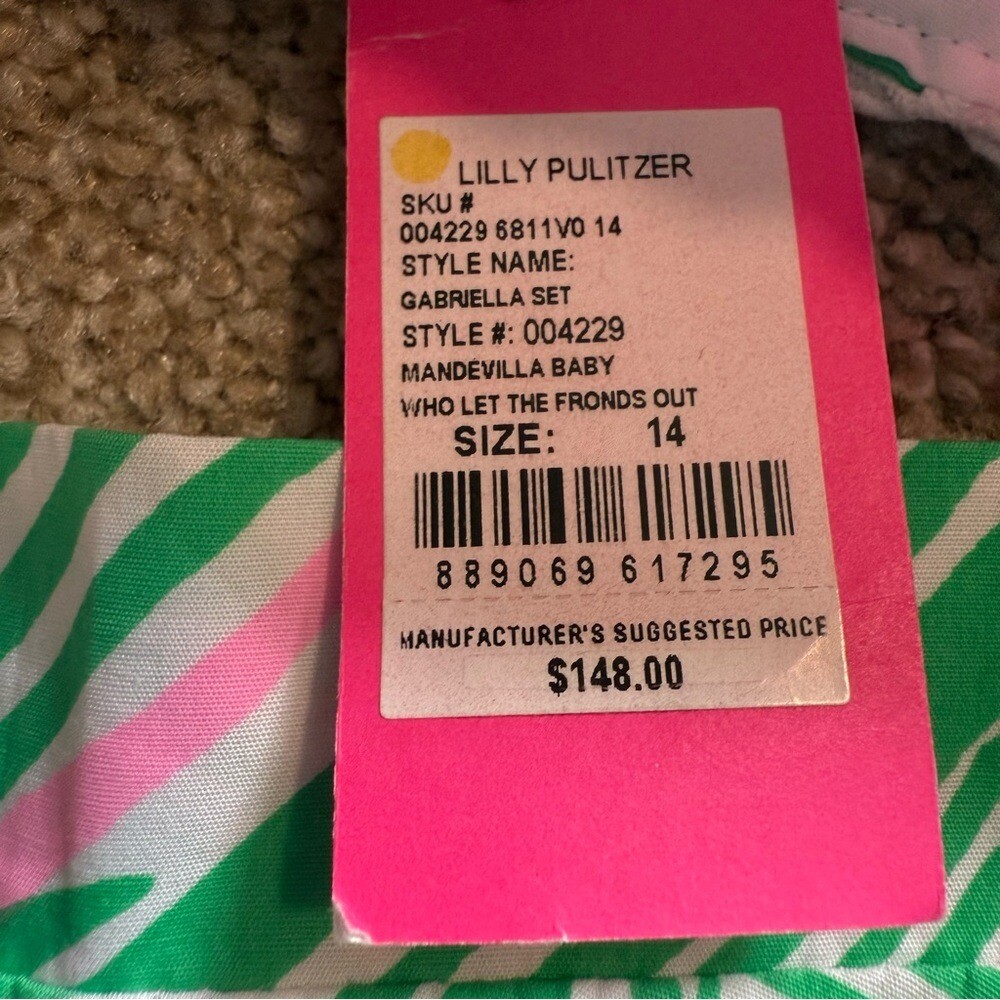 LILLY PULITZER
SKU #
004229 6811V0 14
STYLE NAME:
GABRIELLA SET
STYLE #: 004229
MANDEVILLA BABY
WHO LET THE FRONDS OUT
SIZE: 14
889069 617295
MANUFACTURER'S SUGGESTED PRICE
$148.00